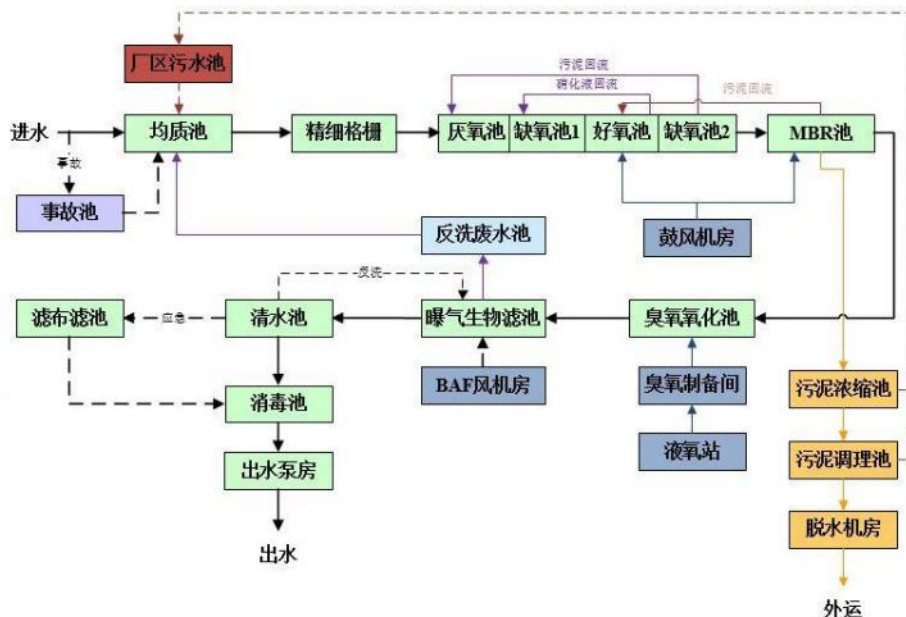 厂区污水池
污泥回流
硝化液回流
污泥回流
进水
均质池
精细格栅
厌氧池
缺氧池1
好氧池
缺氧池2
MBR池
事故
事故池
反洗废水池
鼓风机房
反洗
滤布滤池
应急
清水池
曝气生物滤池
臭氧氧化池
BAF风机房
臭氧制备间
污泥浓缩池
消毒池
液氧站
污泥调理池
出水泵房
脱水机房
出水
外运